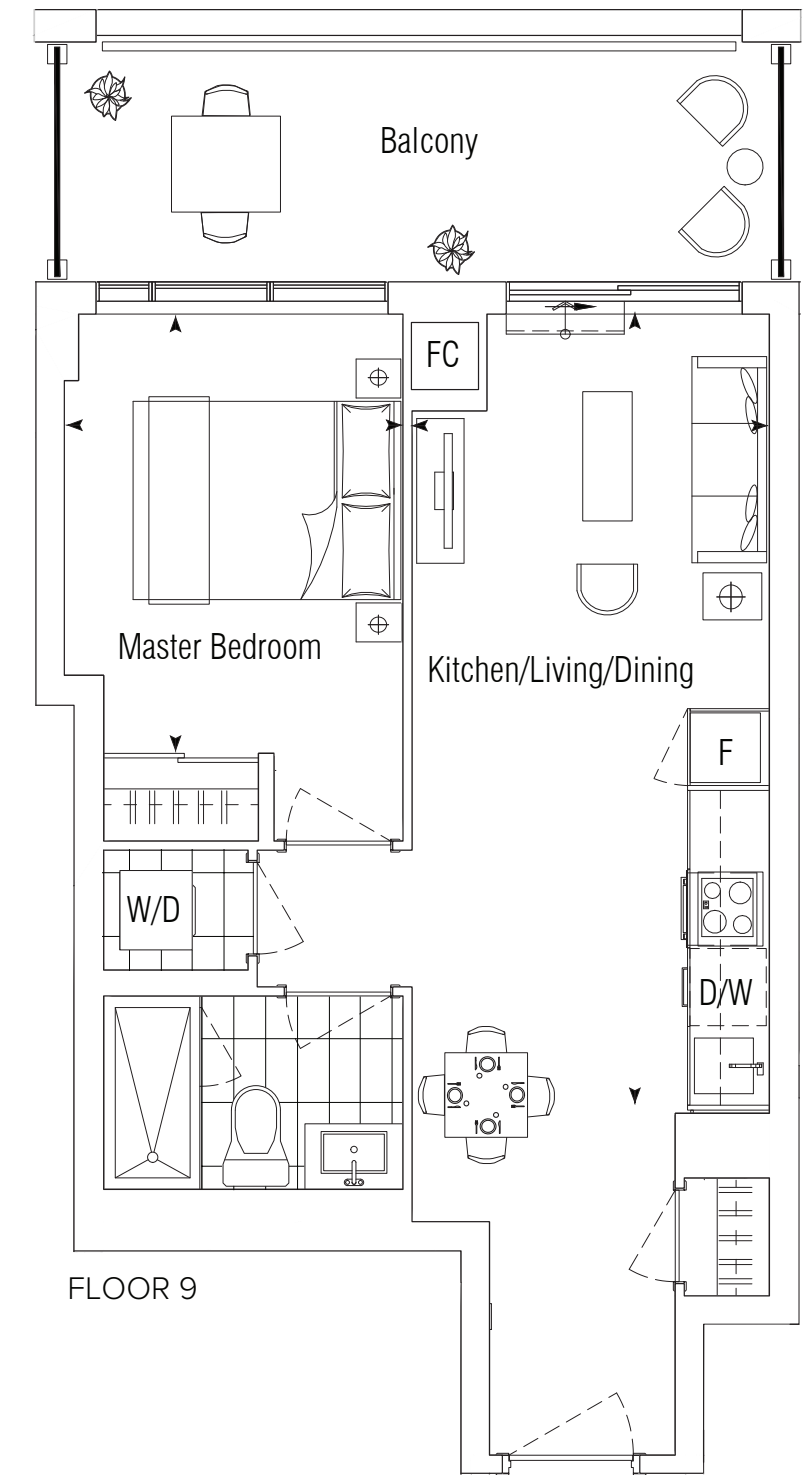 Balcony
FC
Master Bedroom
Kitchen/Living/Dining
F
W/D
D/W
FLOOR 9